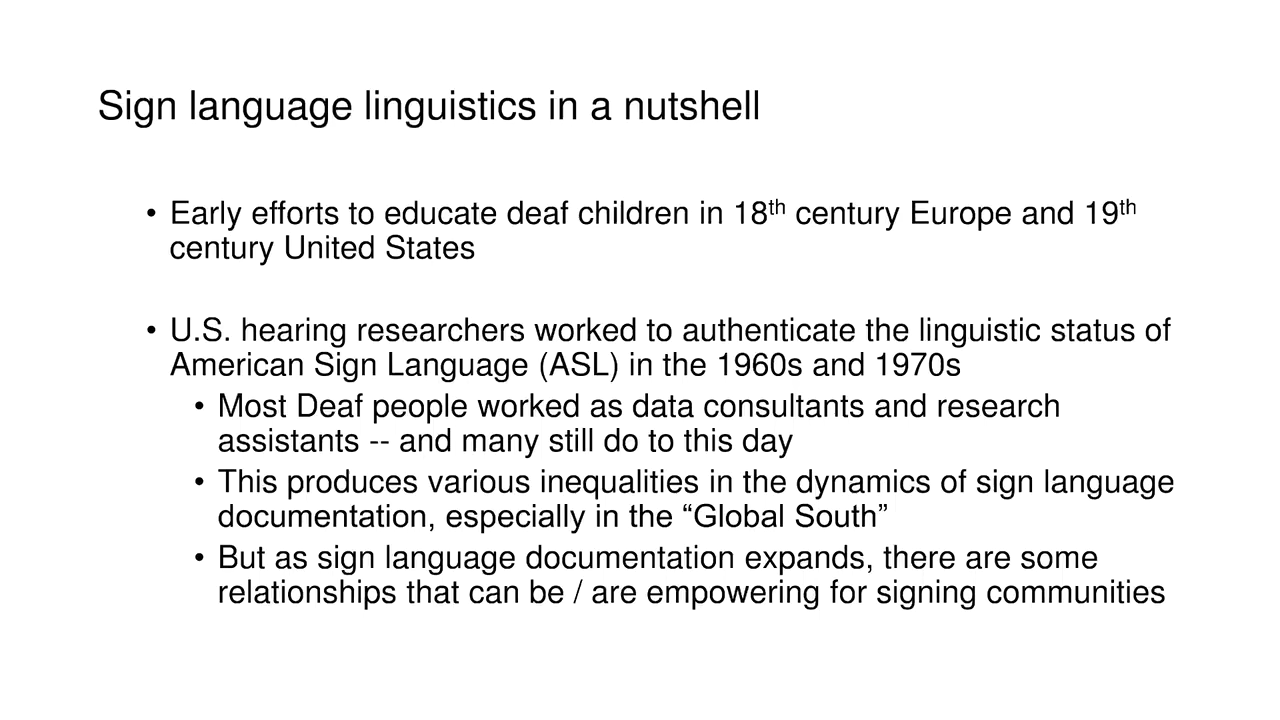 Sign language linguistics in a nutshell
• Early efforts to educate deaf children in 18th century Europe and 19th
century United States
• U.S. hearing researchers worked to authenticate the linguistic status of
American Sign Language (ASL) in the 1960s and 1970s
• Most Deaf people worked as data consultants and research
assistants -- and many still do to this day
• This produces various inequalities in the dynamics of sign language
documentation, especially in the “Global South”
• But as sign language documentation expands, there are some
relationships that can be / are empowering for signing communities